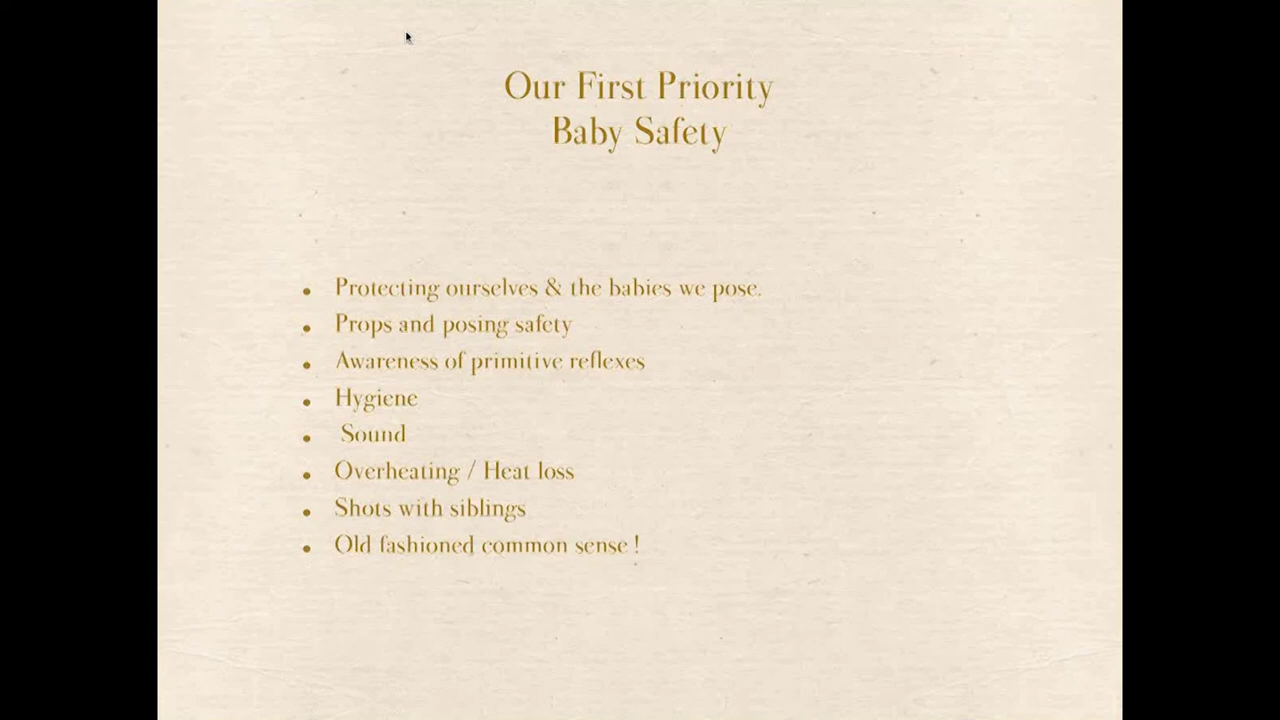 Our First Priority
Baby Safety
• Protecting ourselves & the babies we pose.
• Props and posing safety
• Awareness of primitive reflexes
• Hygiene
• Sound
• Overheating / Heat loss
• Shots with siblings
• Old fashioned common sense !